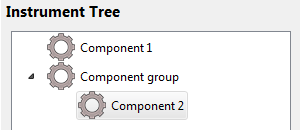 Instrument Tree
Component 1
Component group
Component 2